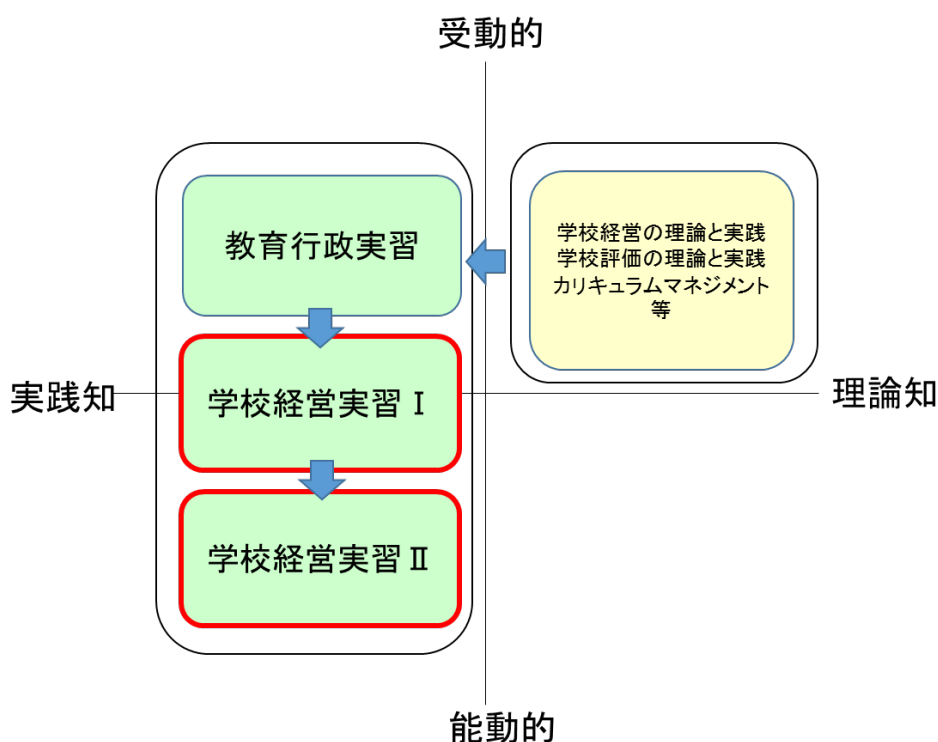 受動的
教育行政実習
学校経営の理論と実践
学校評価の理論と実践
カリキュラムマネジメント
等
実践知
学校経営実習Ⅰ
理論知
学校経営実習Ⅱ
能動的